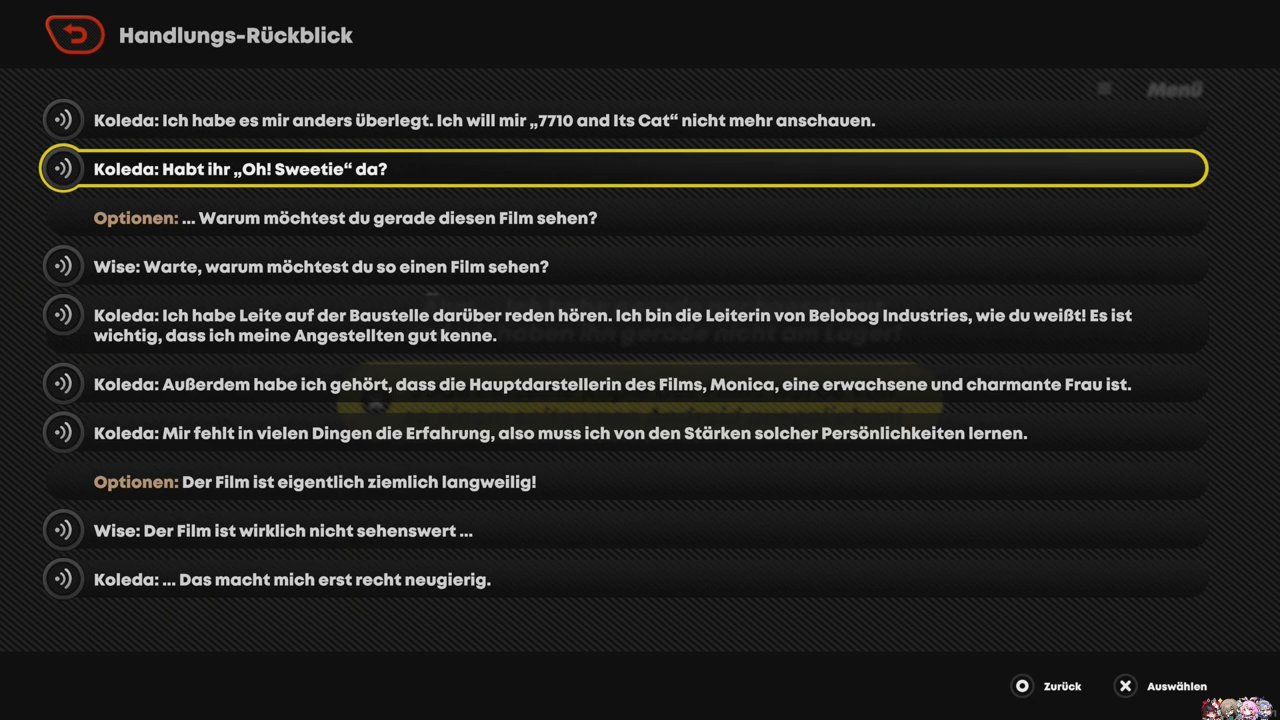 Handlungs-Rückblick
Menü
Koleda: Ich habe es mir anders überlegt. Ich will mir „7710 and Its Cat“ nicht mehr anschauen.
Koleda: Habt ihr „Oh! Sweetie“ da?
Optionen: ... Warum möchtest du gerade diesen Film sehen?
Wise: Warte, warum möchtest du so einen Film sehen?
Koleda: Ich habe Leite auf der Baustelle darüber reden hören. Ich bin die Leiterin von Belobog Industries, wie du weißt! Es ist
wichtig, dass ich meine Angestellten gut kenne.
Koleda: Außerdem habe ich gehört, dass die Hauptdarstellerin des Films, Monica, eine erwachsene und charmante Frau ist.
Koleda: Mir fehlt in vielen Dingen die Erfahrung, also muss ich von den Stärken solcher Persönlichkeiten lernen.
Optionen: Der Film ist eigentlich ziemlich langweilig!
Wise: Der Film ist wirklich nicht sehenswert ...
Koleda: ... Das macht mich erst recht neugierig.
Zurück
Auswählen